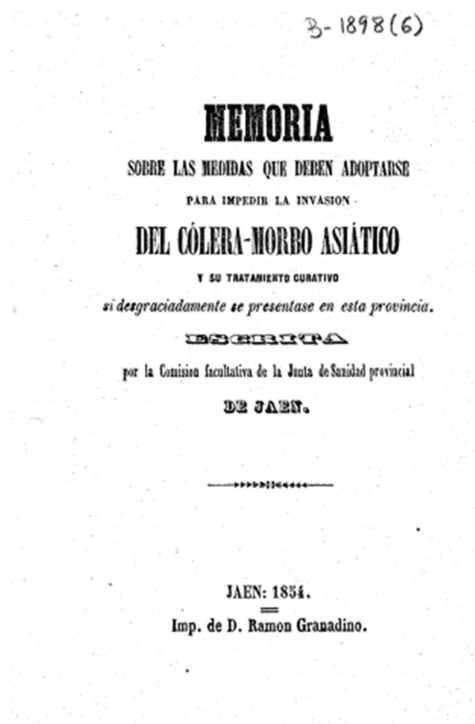 B-1898(6)
MEMORIA
SOBRE LAS MEDIDAS QUE DEBEN ADOPTARSE
PARA IMPEDIR LA INVASION
DEL CÓLERA-MORBO ASIÁTICO
Y SU TRATAMIENTO CURATIVO
si desgraciadamente se presentase en esta provincia.
ESCRITA
por la Comision facultativa de la Junta de Sanidad provincial
DE JAEN.
JAEN: 1854.
Imp. de D. Ramon Granadino.